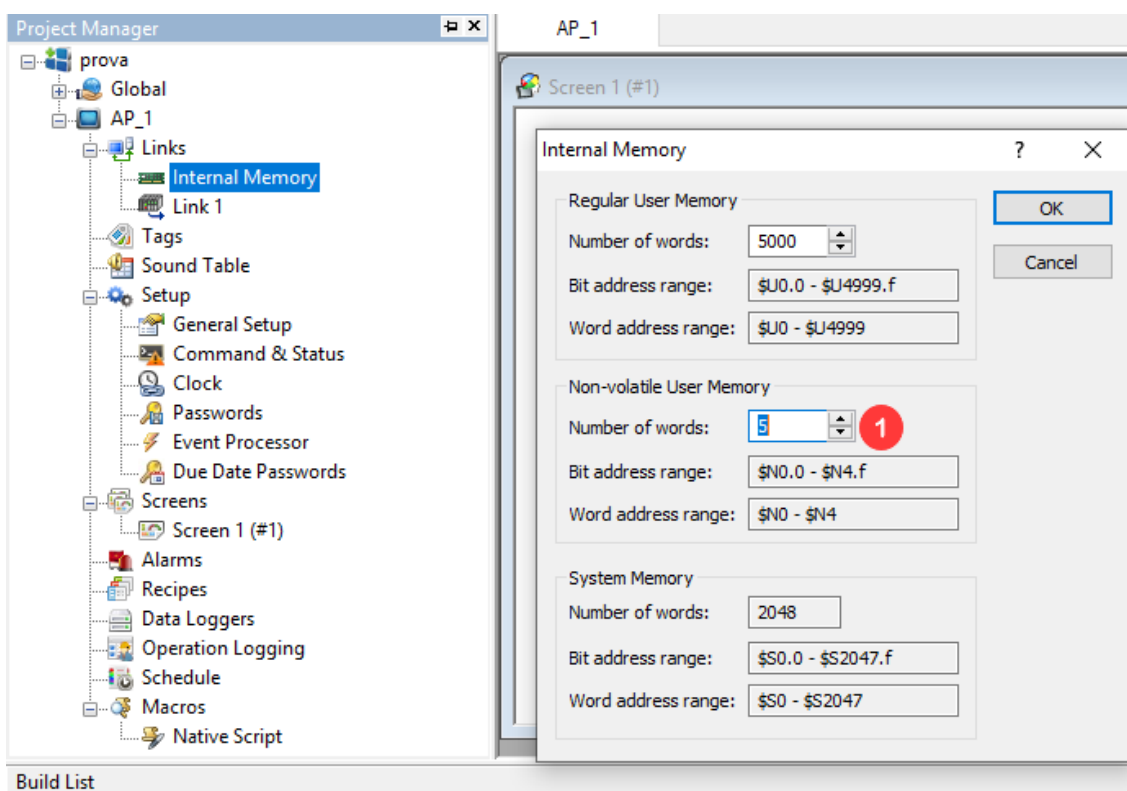 Project Manager
prova
Global
AP_1
Links
Internal Memory
Link 1
Tags
Sound Table
Setup
General Setup
Command & Status
Clock
Passwords
Event Processor
Due Date Passwords
Screens
Screen 1 (#1)
Alarms
Recipes
Data Loggers
Operation Logging
Schedule
Macros
Native Script
Build List
AP_1
Screen 1 (#1)
Internal Memory ?
OK
Cancel
Regular User Memory
Number of words: 5000
Bit address range: $U0.0 - $U4999.f
Word address range: $U0 - $U4999
Non-volatile User Memory
Number of words: 5 1
Bit address range: $N0.0 - $N4.f
Word address range: $N0 - $N4
System Memory
Number of words: 2048
Bit address range: $S0.0 - $S2047.f
Word address range: $S0 - $S2047